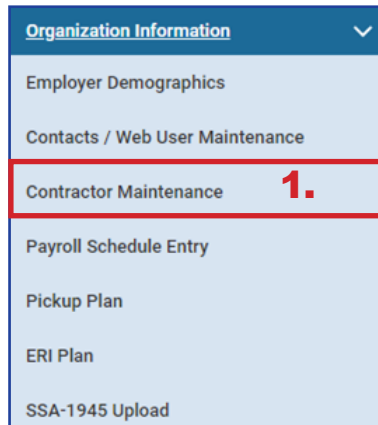 Organization Information
Employer Demographics
Contacts / Web User Maintenance
Contractor Maintenance 1.
Payroll Schedule Entry
Pickup Plan
ERI Plan
SSA-1945 Upload